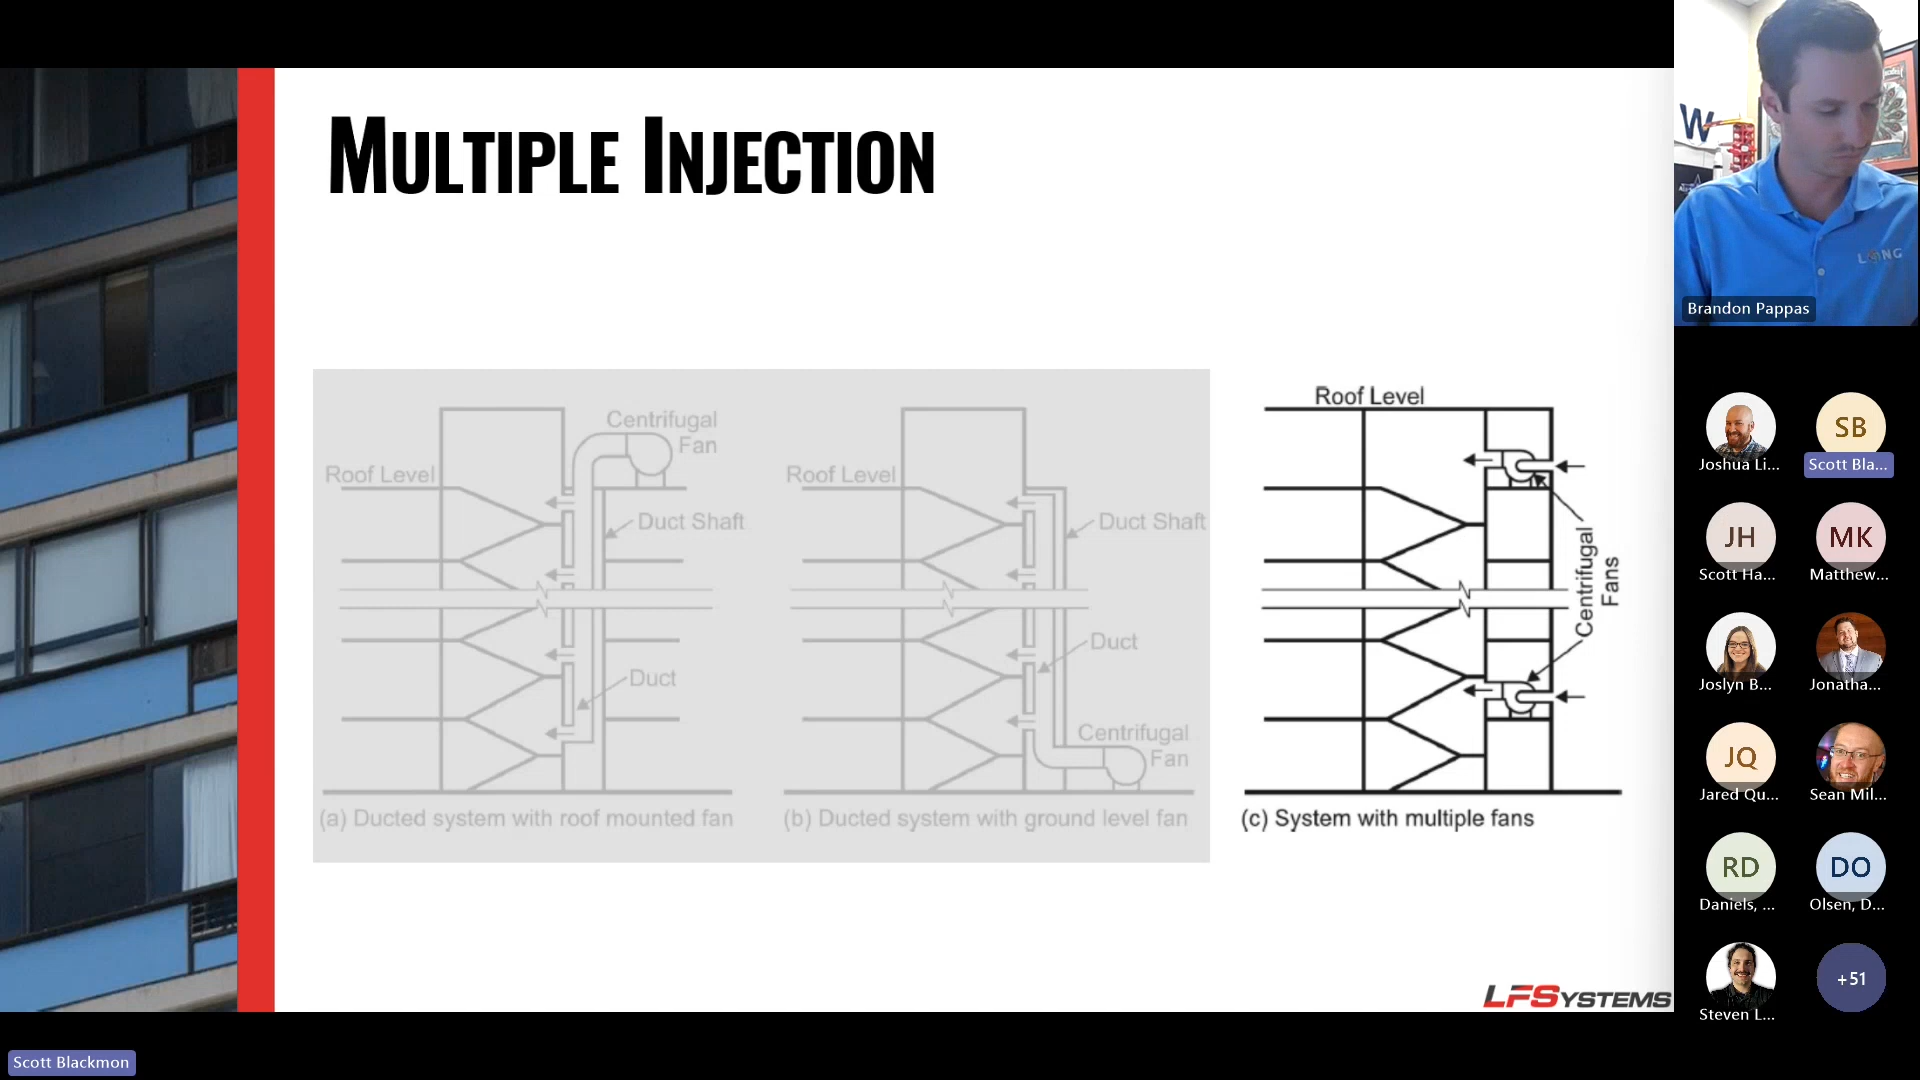 MULTIPLE INJECTION
Roof Level
Centrifugal
Fan
Duct Shaft
Duct
(a) Ducted system with roof mounted fan
Roof Level
Duct Shaft
Duct
Centrifugal
Fan
(b) Ducted system with ground level fan
Roof Level
Centrifugal
Fans
(c) System with multiple fans
LFSYSTEMS
W
LONG
Brandon Pappas
Joshua Li...
SB
Scott Bla...
JH
Scott Ha...
MK
Matthew...
Joslyn B...
Jonatha...
JQ
Jared Qu...
Sean Mil...
RD
Daniels, ...
DO
Olsen, D...
Steven L...
+51
Scott Blackmon